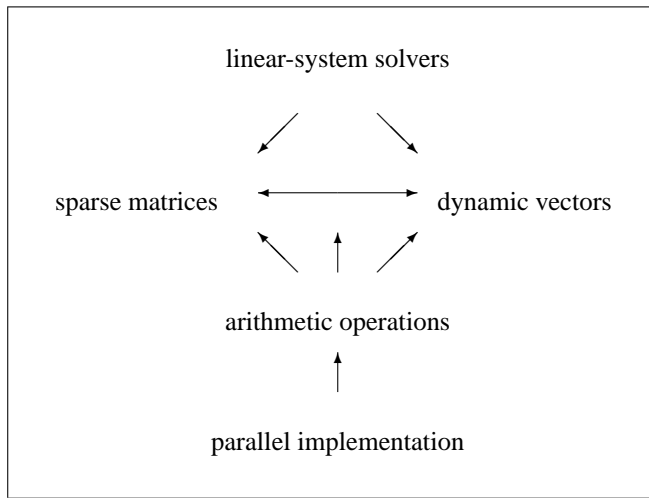 linear-system solvers
sparse matrices
dynamic vectors
arithmetic operations
parallel implementation